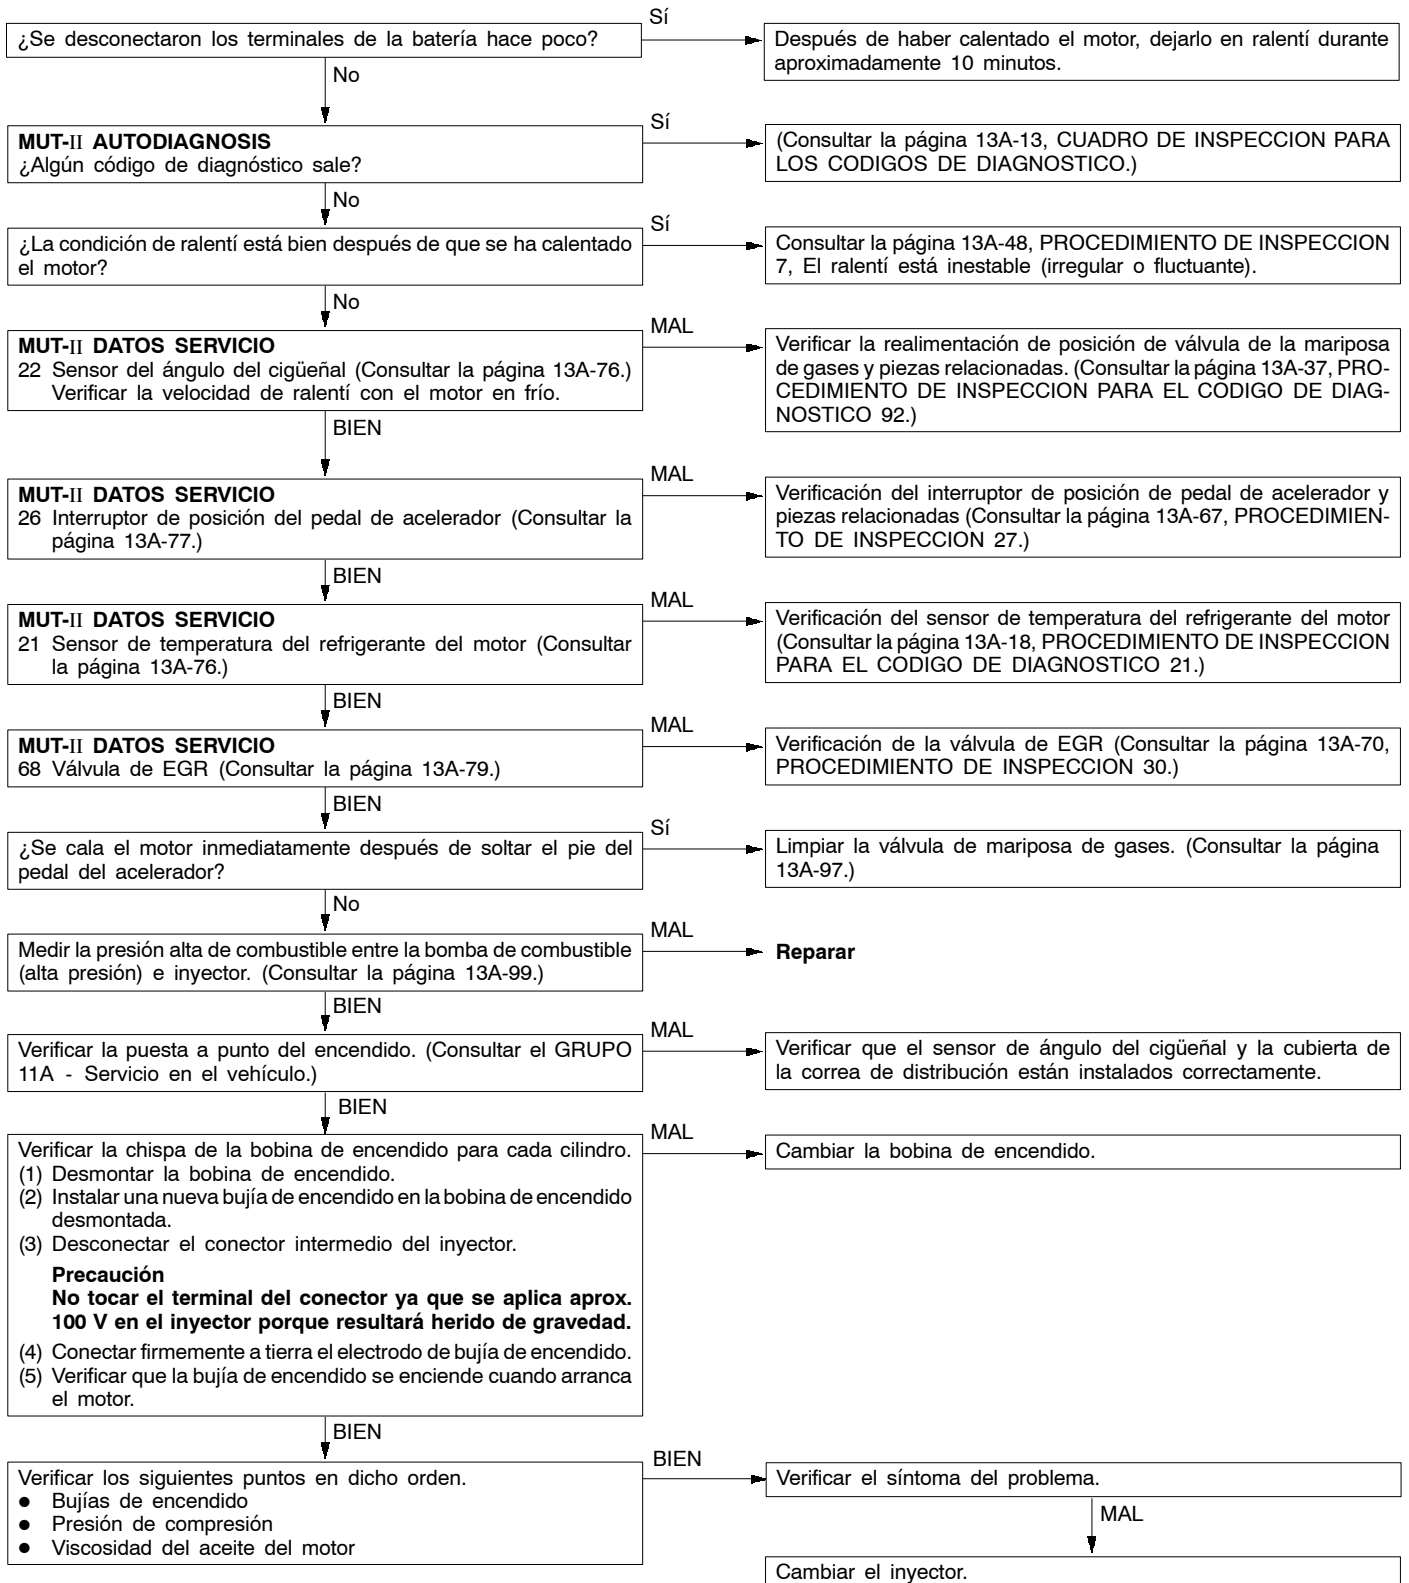 ¿Se desconectaron los terminales de la batería hace poco?
Sí
Después de haber calentado el motor, dejarlo en ralentí durante
aproximadamente 10 minutos.
No
MUT-II AUTODIAGNOSIS
¿Algún código de diagnóstico sale?
Sí
(Consultar la página 13A-13, CUADRO DE INSPECCION PARA
LOS CODIGOS DE DIAGNOSTICO.)
No
¿La condición de ralentí está bien después de que se ha calentado
el motor?
Sí
Consultar la página 13A-48, PROCEDIMIENTO DE INSPECCION
7, El ralentí está inestable (irregular o fluctuante).
No
MUT-II DATOS SERVICIO
22 Sensor del ángulo del cigüeñal (Consultar la página 13A-76.)
Verificar la velocidad de ralentí con el motor en frío.
MAL
Verificar la realimentación de posición de válvula de la mariposa
de gases y piezas relacionadas. (Consultar la página 13A-37, PRO-
CEDIMIENTO DE INSPECCION PARA EL CODIGO DE DIAG-
NOSTICO 92.)
BIEN
MUT-II DATOS SERVICIO
26 Interruptor de posición del pedal de acelerador (Consultar la
página 13A-77.)
MAL
Verificación del interruptor de posición de pedal de acelerador y
piezas relacionadas (Consultar la página 13A-67, PROCEDIMIEN-
TO DE INSPECCION 27.)
BIEN
MUT-II DATOS SERVICIO
21 Sensor de temperatura del refrigerante del motor (Consultar
la página 13A-76.)
MAL
Verificación del sensor de temperatura del refrigerante del motor
(Consultar la página 13A-18, PROCEDIMIENTO DE INSPECCION
PARA EL CODIGO DE DIAGNOSTICO 21.)
BIEN
MUT-II DATOS SERVICIO
68 Válvula de EGR (Consultar la página 13A-79.)
MAL
Verificación de la válvula de EGR (Consultar la página 13A-70,
PROCEDIMIENTO DE INSPECCION 30.)
BIEN
¿Se cala el motor inmediatamente después de soltar el pie del
pedal del acelerador?
Sí
Limpiar la válvula de mariposa de gases. (Consultar la página
13A-97.)
No
Medir la presión alta de combustible entre la bomba de combustible
(alta presión) e inyector. (Consultar la página 13A-99.)
MAL
Reparar
BIEN
Verificar la puesta a punto del encendido. (Consultar el GRUPO
11A - Servicio en el vehículo.)
MAL
Verificar que el sensor de ángulo del cigüeñal y la cubierta de
la correa de distribución están instalados correctamente.
BIEN
Verificar la chispa de la bobina de encendido para cada cilindro.
(1) Desmontar la bobina de encendido.
(2) Instalar una nueva bujía de encendido en la bobina de encendido
desmontada.
(3) Desconectar el conector intermedio del inyector.
Precaución
No tocar el terminal del conector ya que se aplica aprox.
100 V en el inyector porque resultará herido de gravedad.
(4) Conectar firmemente a tierra el electrodo de bujía de encendido.
(5) Verificar que la bujía de encendido se enciende cuando arranca
el motor.
MAL
Cambiar la bobina de encendido.
BIEN
Verificar los siguientes puntos en dicho orden.
● Bujías de encendido
● Presión de compresión
● Viscosidad del aceite del motor
BIEN
Verificar el síntoma del problema.
MAL
Cambiar el inyector.